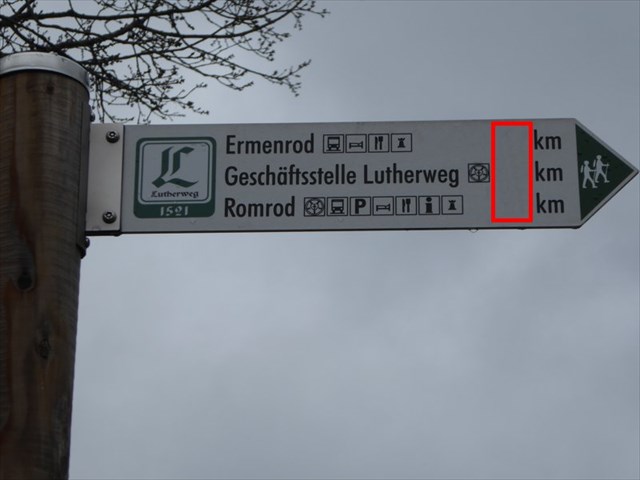 Ermenrod km
Geschäftsstelle Lutherweg km
Romrod P i km
L
Lutherweg
1521